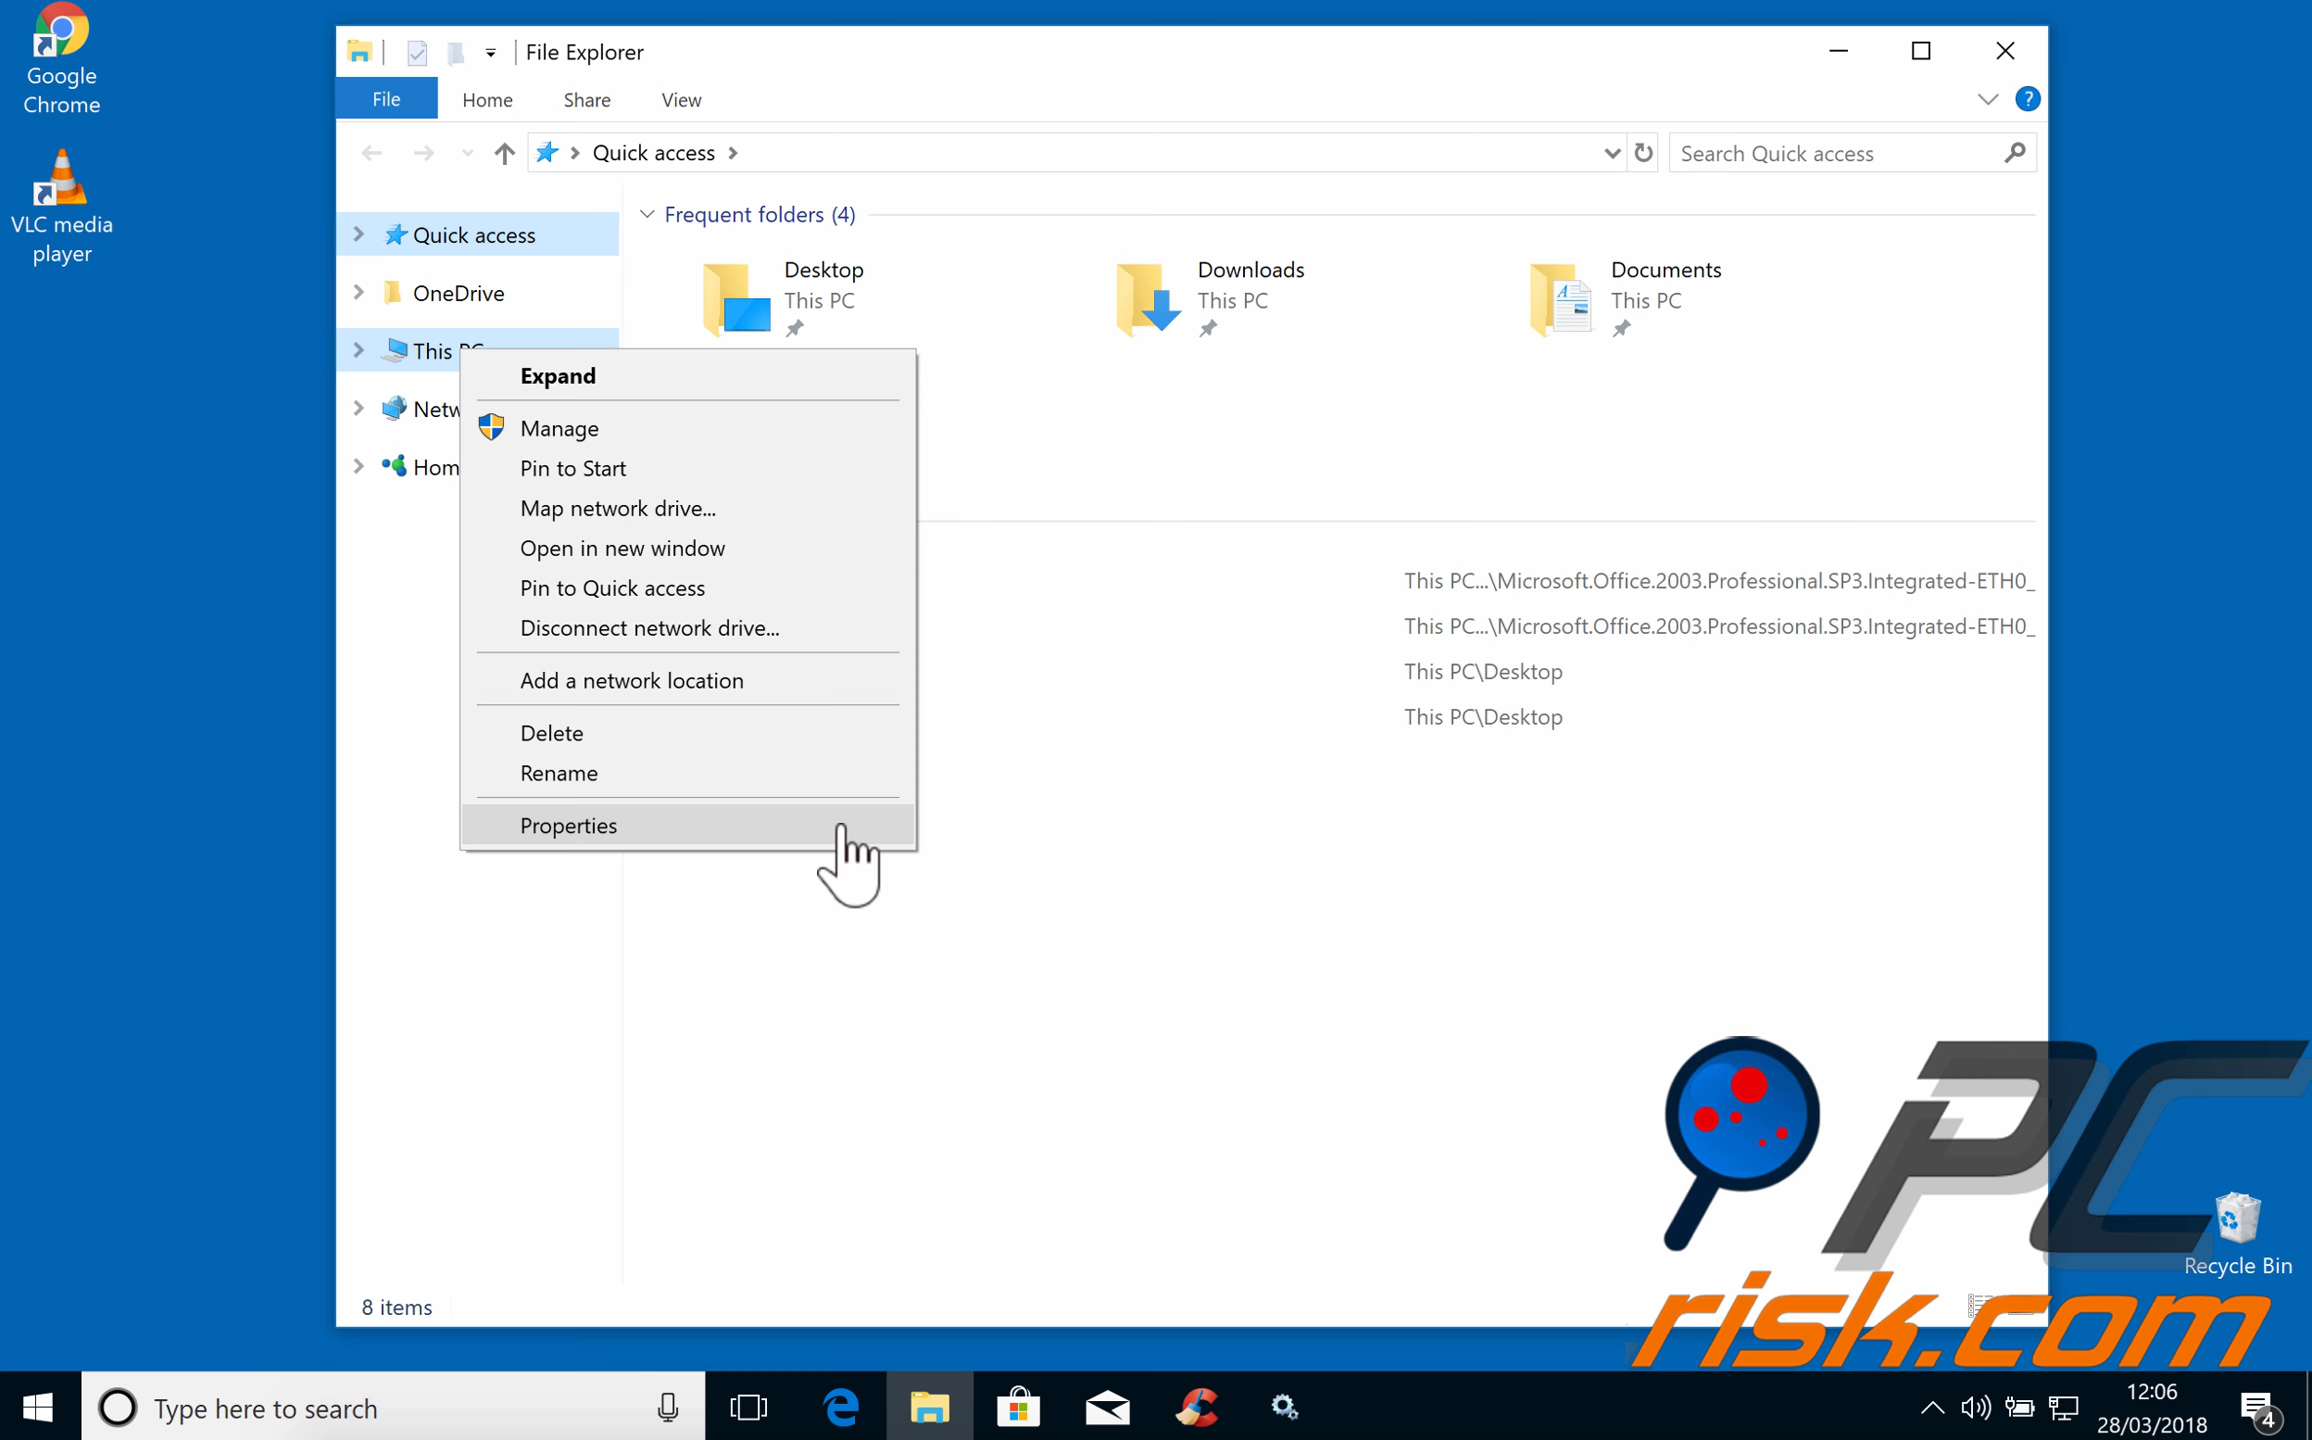 Google
Chrome
VLC media
player
File Explorer
File
Home
Share
View
?
Quick access
Search Quick access
Quick access
OneDrive
This
Netw
Hom
Frequent folders (4)
Desktop
This PC
Downloads
This PC
Documents
This PC
Expand
Manage
Pin to Start
Map network drive...
Open in new window
Pin to Quick access
Disconnect network drive...
Add a network location
Delete
Rename
Properties
This PC...\Microsoft.Office.2003.Professional.SP3.Integrated-ETH0_
This PC...\Microsoft.Office.2003.Professional.SP3.Integrated-ETH0_
This PC\Desktop
This PC\Desktop
8 items
PC
risk.com
Recycle Bin
Type here to search
12:06
28/03/2018
4